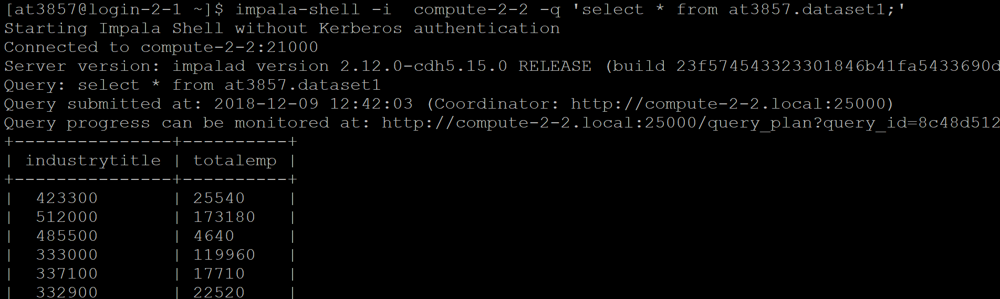 [at3857@login-2-1 ~]$ impala-shell -i  compute-2-2 -q 'select * from at3857.dataset1;'
Starting Impala Shell without Kerberos authentication
Connected to compute-2-2:21000
Server version: impalad version 2.12.0-cdh5.15.0 RELEASE (build 23f574543323301846b41fa5433690d
Query: select * from at3857.dataset1
Query submitted at: 2018-12-09 12:42:03 (Coordinator: http://compute-2-2.local:25000)
Query progress can be monitored at: http://compute-2-2.local:25000/query_plan?query_id=8c48d512
+---------------+----------+
| industrytitle | totalemp |
+---------------+----------+
|  423300       | 25540    |
|  512000       | 173180   |
|  485500       | 4640     |
|  333000       | 119960   |
|  337100       | 17710    |
|  332900       | 22520    |